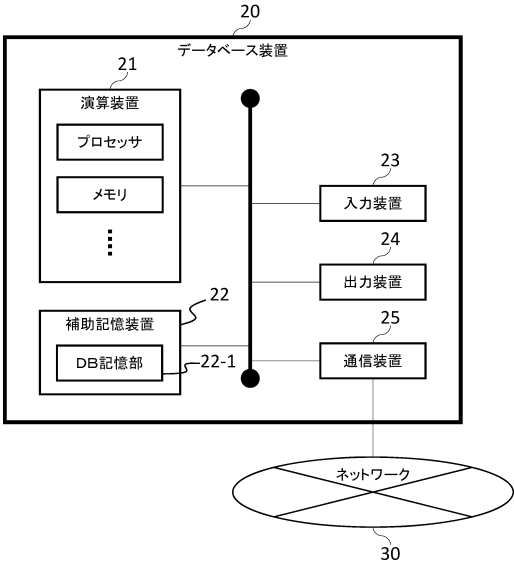 20
データベース装置
21
演算装置
プロセッサ
メモリ
23
入力装置
24
出力装置
22
補助記憶装置
DB記憶部
22-1
25
通信装置
ネットワーク
30